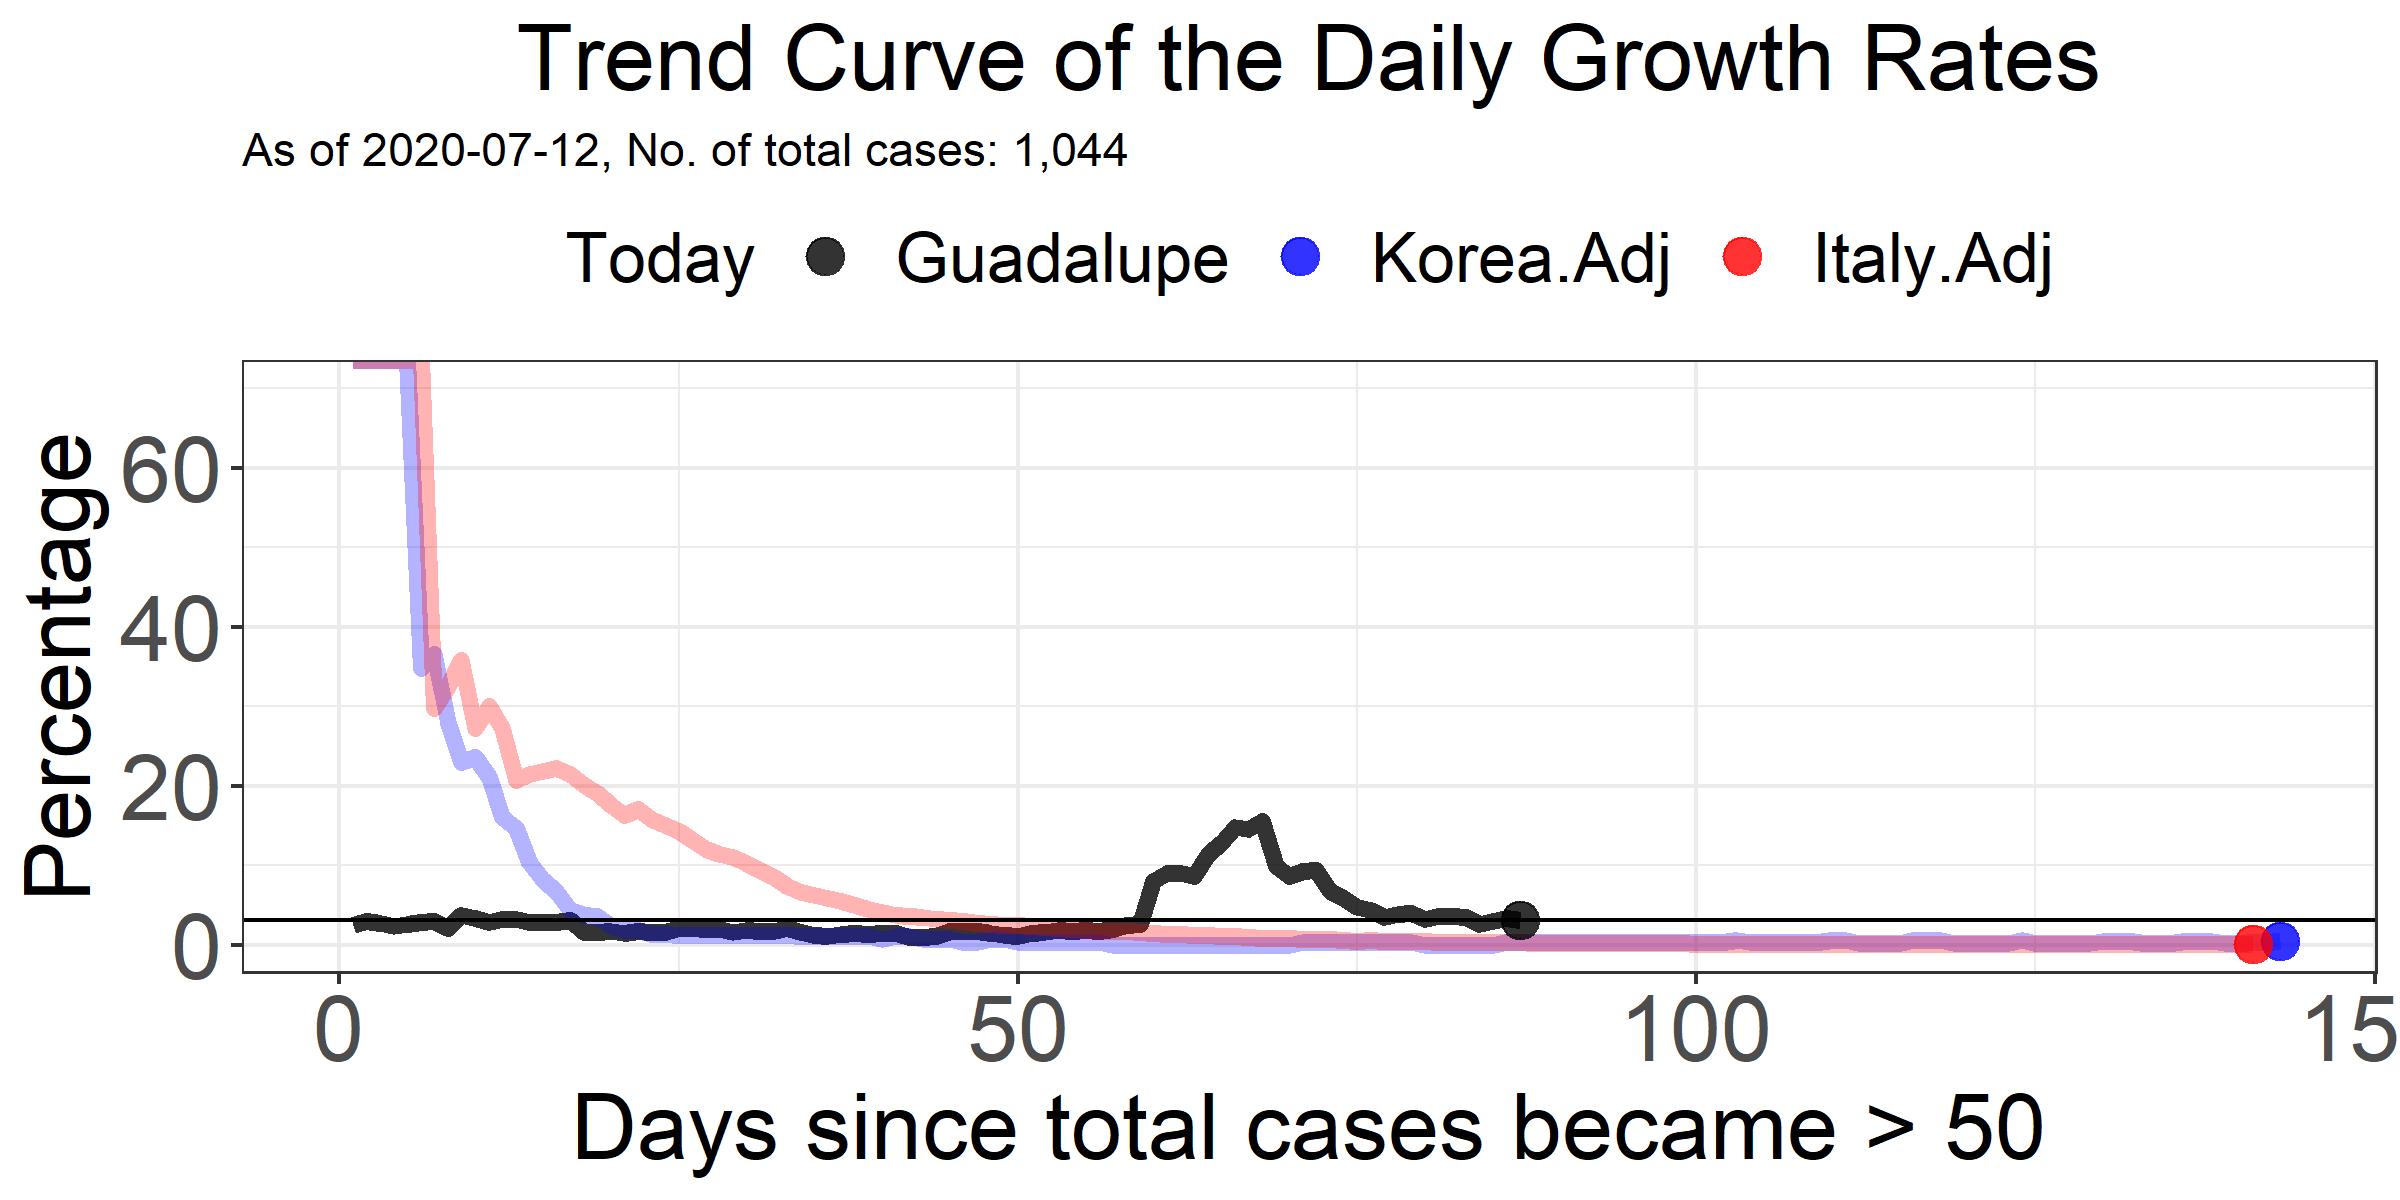 Trend Curve of the Daily Growth Rates
As of 2020-07-12, No. of total cases: 1,044
Today Guadalupe Korea.Adj Italy.Adj
Percentage
60
40
20
0
0 50 100 15
Days since total cases became > 50